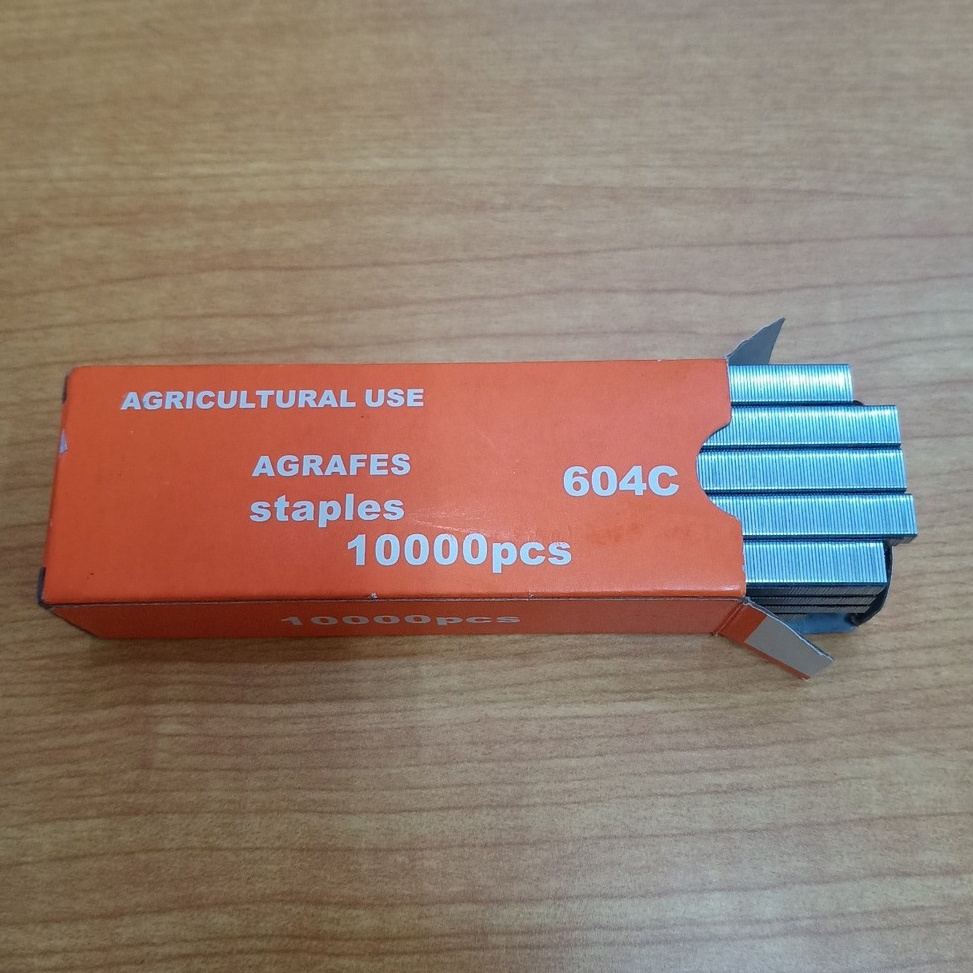 AGRICULTURAL USE
AGRAFES
staples
604C
10000pcs
10000pcs